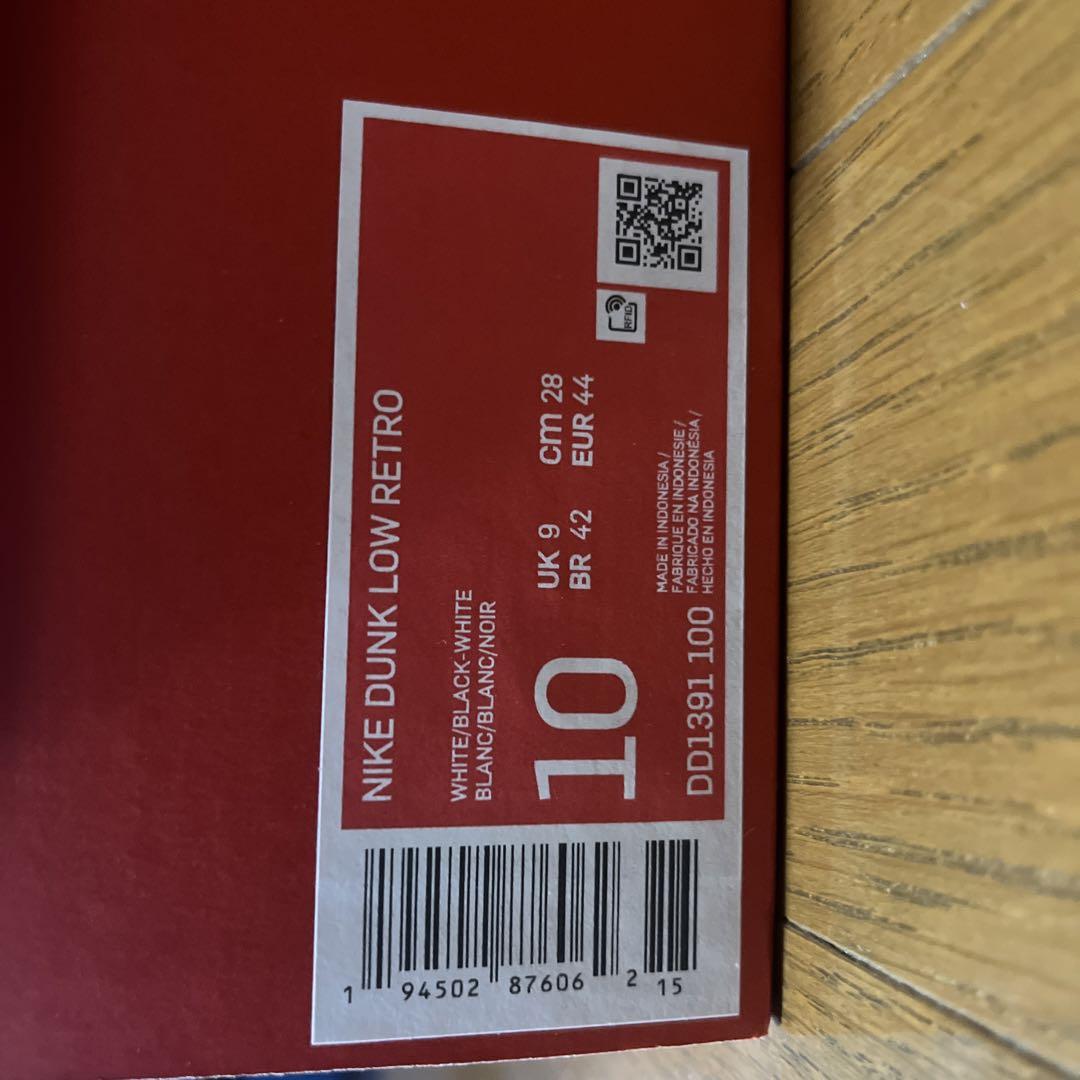 NIKE DUNK LOW RETRO
WHITE/BLACK-WHITE
BLANC/BLANC/NOIR
10
UK 9 cm 28
BR 42 EUR 44
RFID
DD1391 100
MADE IN INDONESIA /
FABRIQUE EN INDONESIE /
FABRICADO NA INDONÉSIA /
HECHO EN INDONESIA
1 94502 87606 2 15